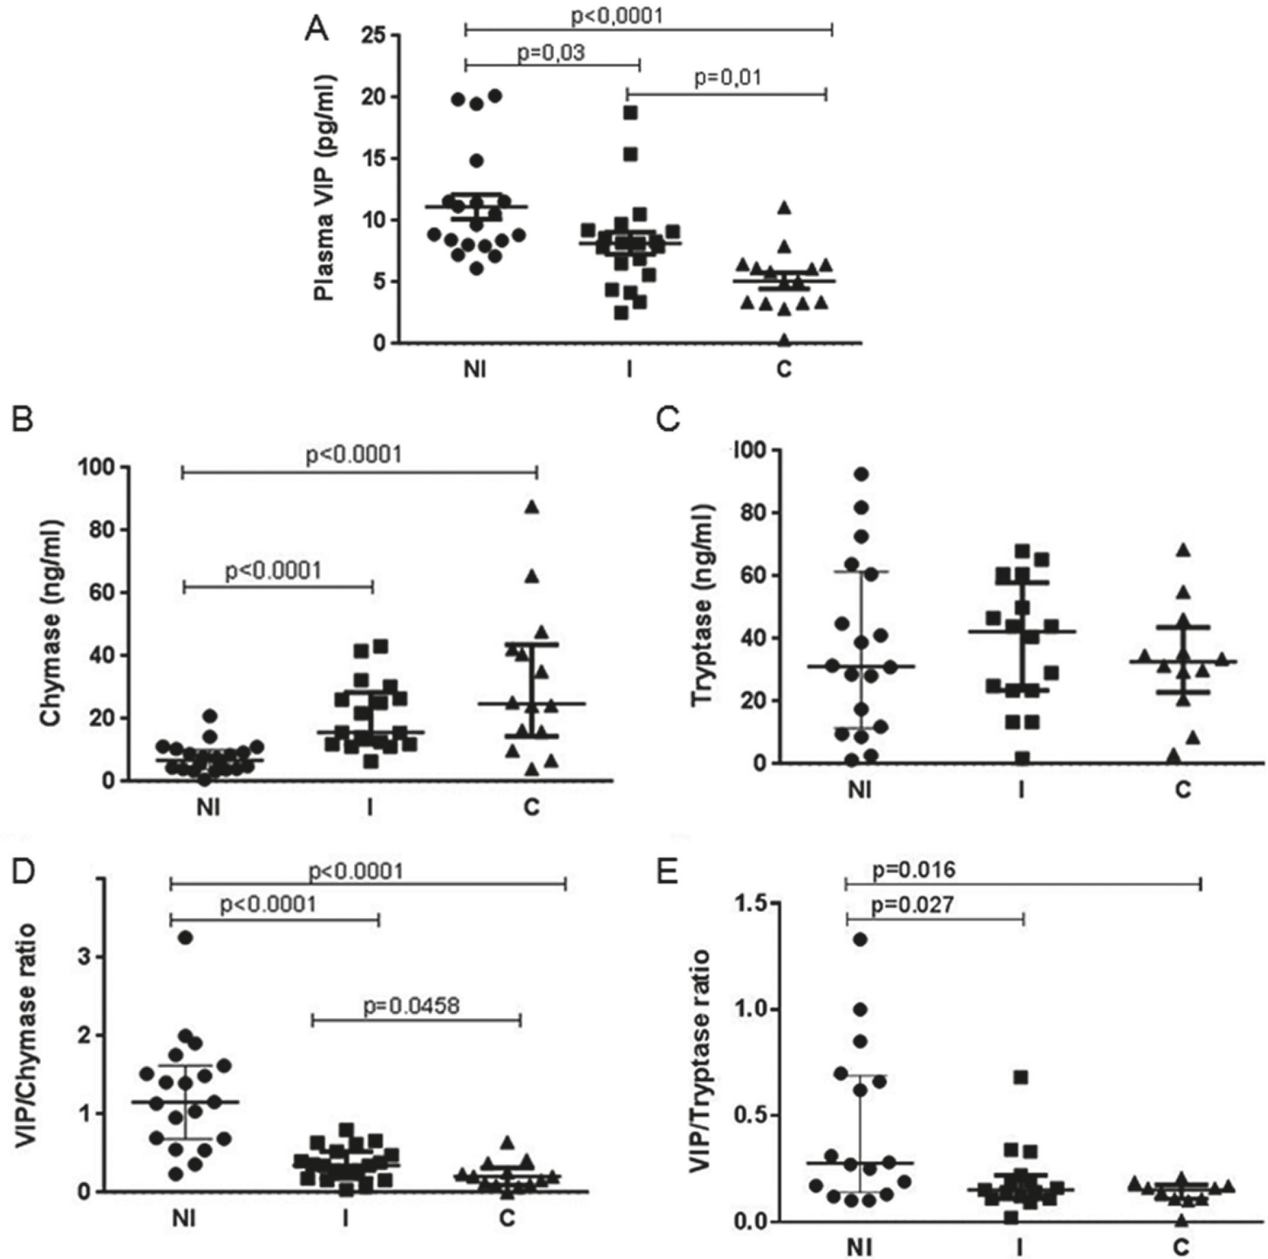 A
p<0,0001
p=0,03
p=0,01
25
20
15
10
5
0
Plasma VIP (pg/ml)
NI I C
B
p<0.0001
p<0.0001
100
80
60
40
20
0
Chymase (ng/ml)
NI I C
C
100
80
60
40
20
0
Tryptase (ng/ml)
NI I C
D
p<0.0001
p<0.0001
p=0.0458
3
2
1
0
VIP/Chymase ratio
NI I C
E
p=0.016
p=0.027
1.5
1.0
0.5
0.0
VIP/Tryptase ratio
NI I C